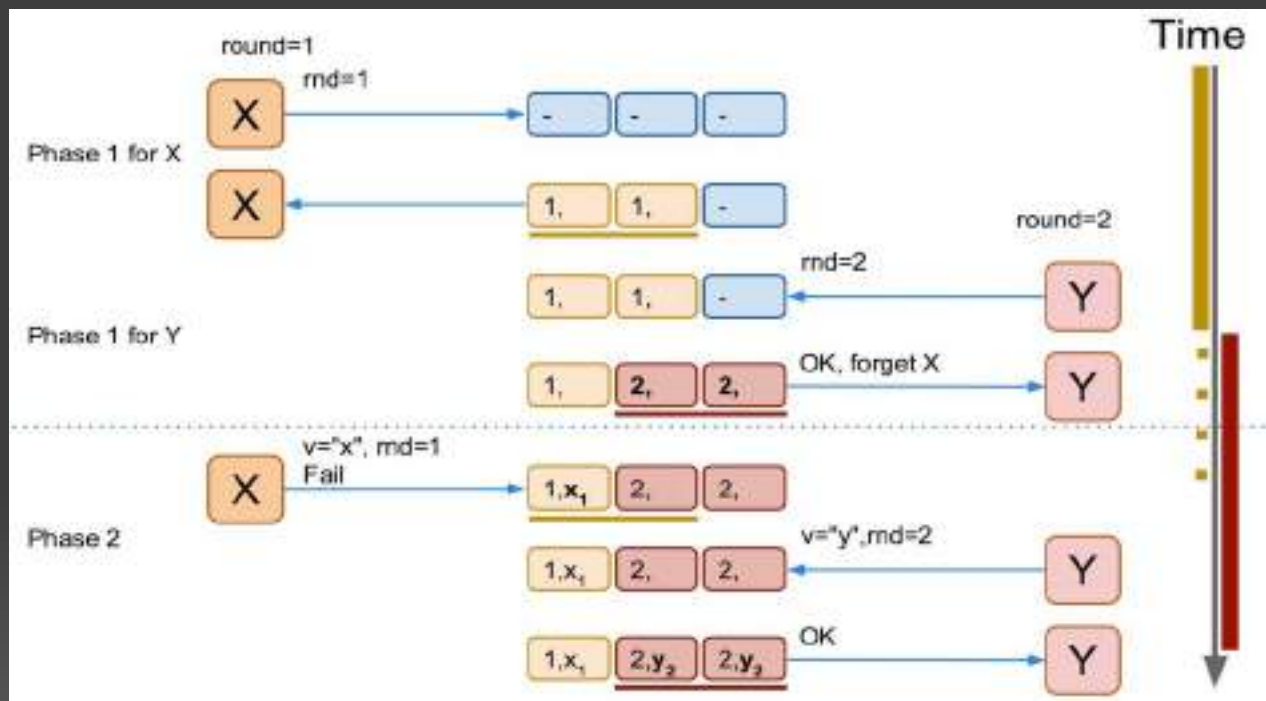 Time
round=1
rnd=1
X
- - -
Phase 1 for X
X
1, 1, -
round=2
rnd=2
1, 1, -
Y
Phase 1 for Y
OK, forget X
1, 2, 2,
Y
v="x", rnd=1
Fail
X
1,x₁ 2, 2,
Phase 2
v="y",rnd=2
1,x₁ 2, 2,
Y
OK
1,x₁ 2,y₂ 2,y₂
Y